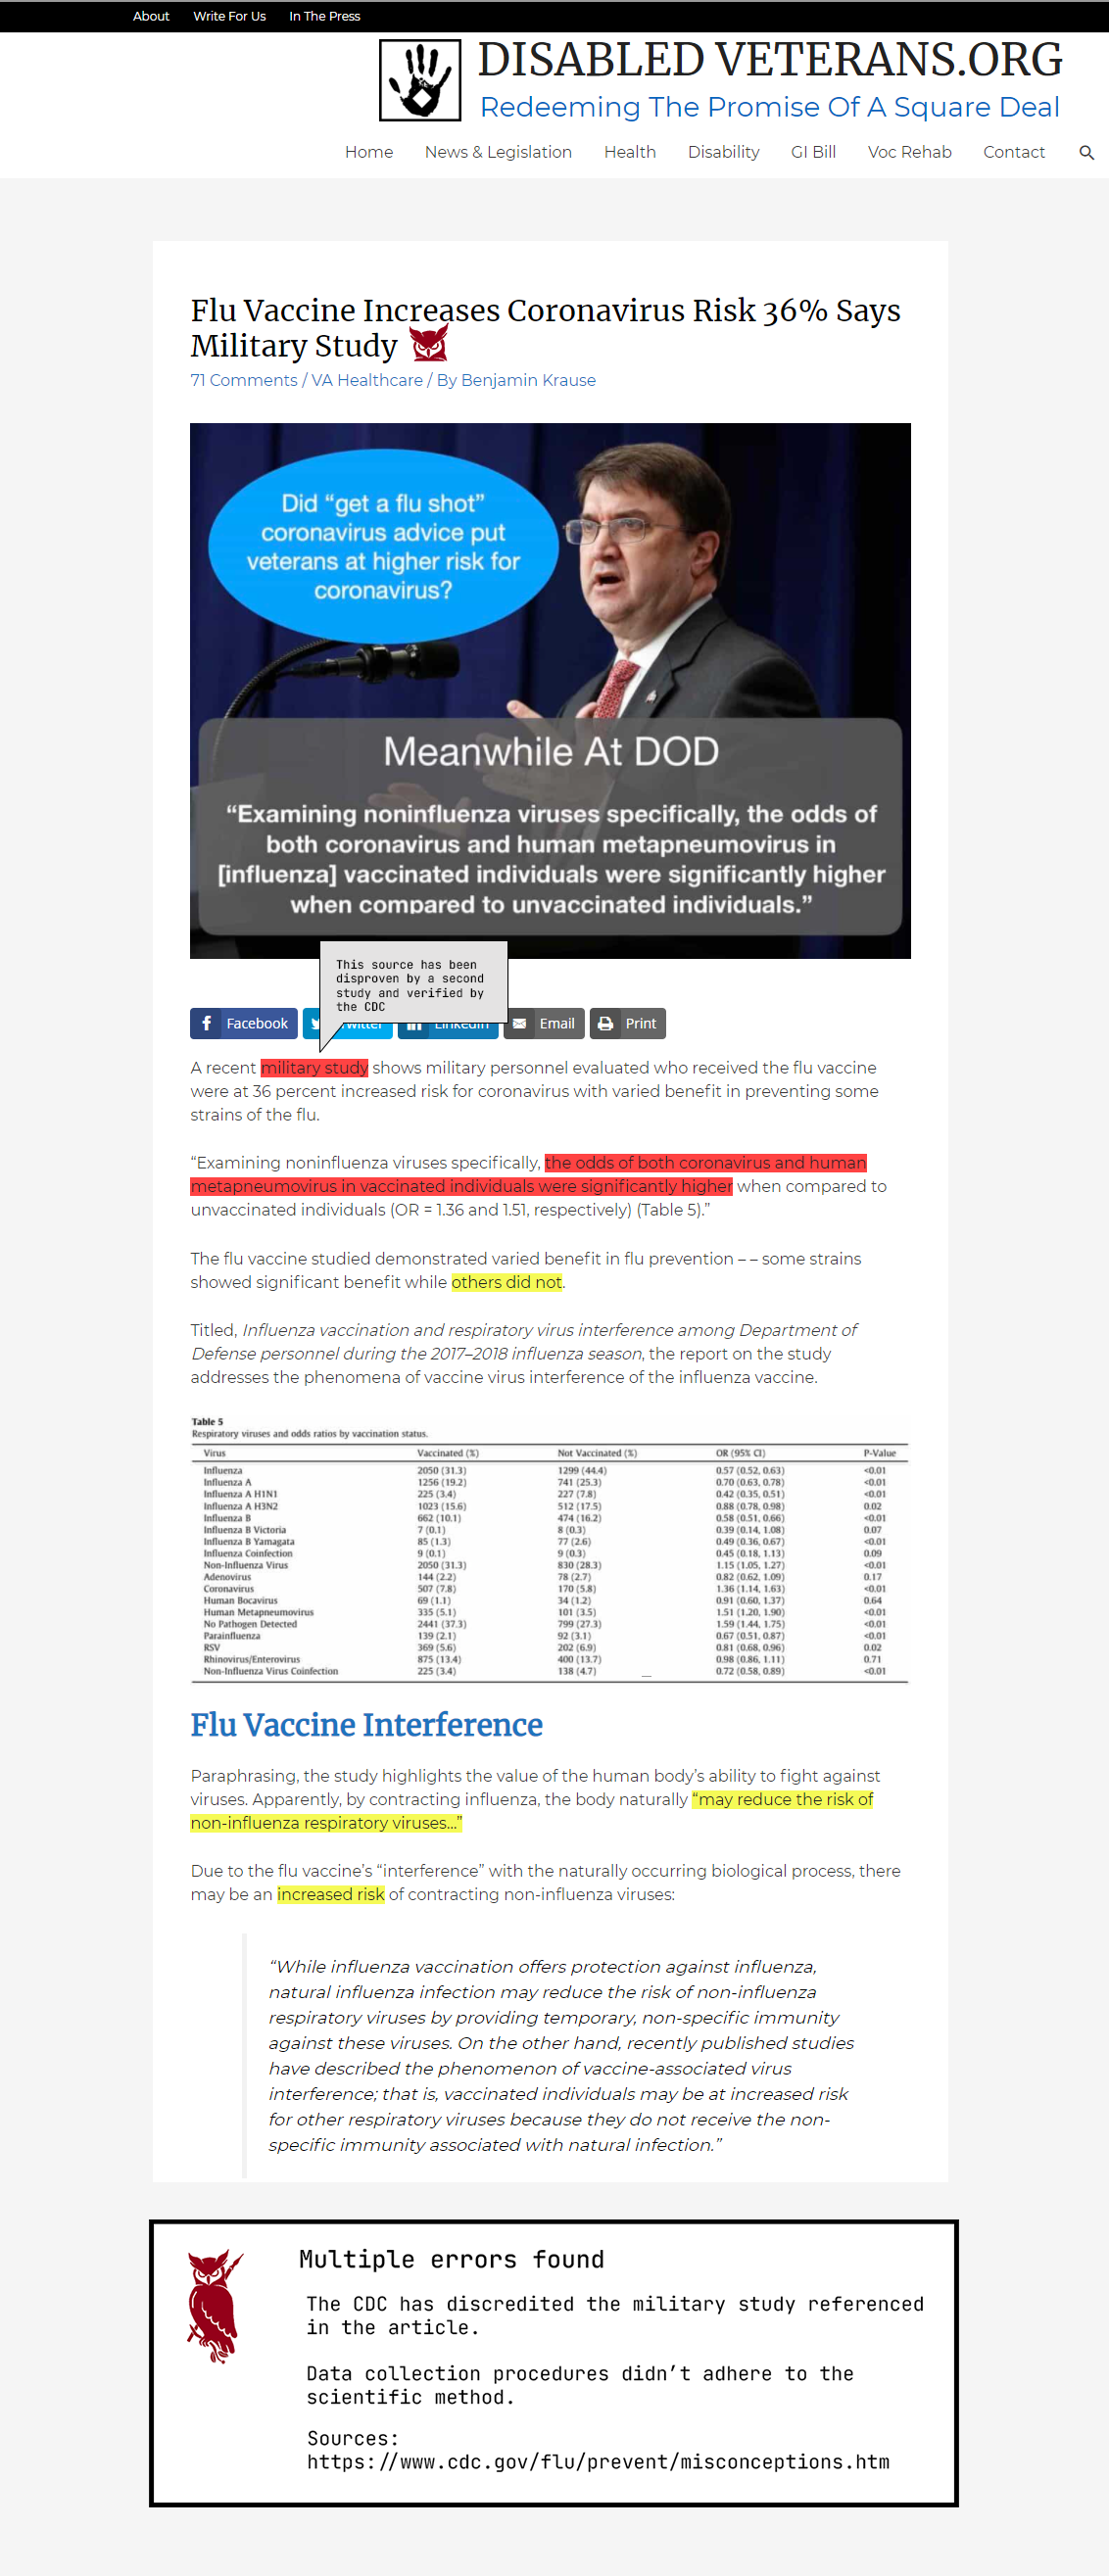 About Write For Us In The Press
DISABLED VETERANS.ORG
Redeeming The Promise Of A Square Deal
Home News & Legislation Health Disability GI Bill Voc Rehab Contact
Flu Vaccine Increases Coronavirus Risk 36% Says
Military Study
71 Comments / VA Healthcare / By Benjamin Krause
Did “get a flu shot”
coronavirus advice put
veterans at higher risk for
coronavirus?
Meanwhile At DOD
“Examining noninfluenza viruses specifically, the odds of
both coronavirus and human metapneumovirus in
[influenza] vaccinated individuals were significantly higher
when compared to unvaccinated individuals.”
This source has been
disproven by a second
study and verified by
the CDC
Facebook Twitter LinkedIn Email Print
A recent military study shows military personnel evaluated who received the flu vaccine
were at 36 percent increased risk for coronavirus with varied benefit in preventing some
strains of the flu.
“Examining noninfluenza viruses specifically, the odds of both coronavirus and human
metapneumovirus in vaccinated individuals were significantly higher when compared to
unvaccinated individuals (OR = 1.36 and 1.51, respectively) (Table 5).”
The flu vaccine studied demonstrated varied benefit in flu prevention – – some strains
showed significant benefit while others did not.
Titled, Influenza vaccination and respiratory virus interference among Department of
Defense personnel during the 2017–2018 influenza season, the report on the study
addresses the phenomena of vaccine virus interference of the influenza vaccine.
Table 5
Respiratory viruses and odds ratios by vaccination status.
Virus Vaccinated (%) Not Vaccinated (%) OR (95% CI) P-Value
Influenza 2050 (31.3) 1299 (44.4) 0.57 (0.52, 0.63) <0.01
Influenza A 1256 (19.2) 741 (25.3) 0.70 (0.63, 0.78) <0.01
Influenza A H1N1 225 (3.4) 227 (7.8) 0.42 (0.35, 0.51) <0.01
Influenza A H3N2 1023 (15.6) 512 (17.5) 0.88 (0.78, 0.98) 0.02
Influenza B 662 (10.1) 474 (16.2) 0.58 (0.51, 0.66) <0.01
Influenza B Victoria 7 (0.1) 8 (0.3) 0.39 (0.14, 1.08) 0.07
Influenza B Yamagata 85 (1.3) 77 (2.6) 0.49 (0.36, 0.67) <0.01
Influenza Coinfection 9 (0.1) 9 (0.3) 0.45 (0.18, 1.13) 0.09
Non-Influenza Virus 2050 (31.3) 830 (28.3) 1.15 (1.05, 1.27) <0.01
Adenovirus 144 (2.2) 78 (2.7) 0.82 (0.62, 1.09) 0.17
Coronavirus 507 (7.8) 170 (5.8) 1.36 (1.14, 1.63) <0.01
Human Bocavirus 69 (1.1) 34 (1.2) 0.91 (0.60, 1.37) 0.64
Human Metapneumovirus 335 (5.1) 101 (3.5) 1.51 (1.20, 1.90) <0.01
No Pathogen Detected 2441 (37.3) 799 (27.3) 1.59 (1.44, 1.75) <0.01
Parainfluenza 139 (2.1) 92 (3.1) 0.67 (0.51, 0.87) <0.01
RSV 369 (5.6) 202 (6.9) 0.81 (0.68, 0.96) 0.02
Rhinovirus/Enterovirus 875 (13.4) 400 (13.7) 0.98 (0.86, 1.11) 0.71
Non-Influenza Virus Coinfection 225 (3.4) 138 (4.7) 0.72 (0.58, 0.89) <0.01
Flu Vaccine Interference
Paraphrasing, the study highlights the value of the human body’s ability to fight against
viruses. Apparently, by contracting influenza, the body naturally “may reduce the risk of
non-influenza respiratory viruses…”
Due to the flu vaccine’s “interference” with the naturally occurring biological process, there
may be an increased risk of contracting non-influenza viruses:
“While influenza vaccination offers protection against influenza,
natural influenza infection may reduce the risk of non-influenza
respiratory viruses by providing temporary, non-specific immunity
against these viruses. On the other hand, recently published studies
have described the phenomenon of vaccine-associated virus
interference; that is, vaccinated individuals may be at increased risk
for other respiratory viruses because they do not receive the non-
specific immunity associated with natural infection.”
Multiple errors found
The CDC has discredited the military study referenced
in the article.
Data collection procedures didn’t adhere to the
scientific method.
Sources:
https://www.cdc.gov/flu/prevent/misconceptions.htm